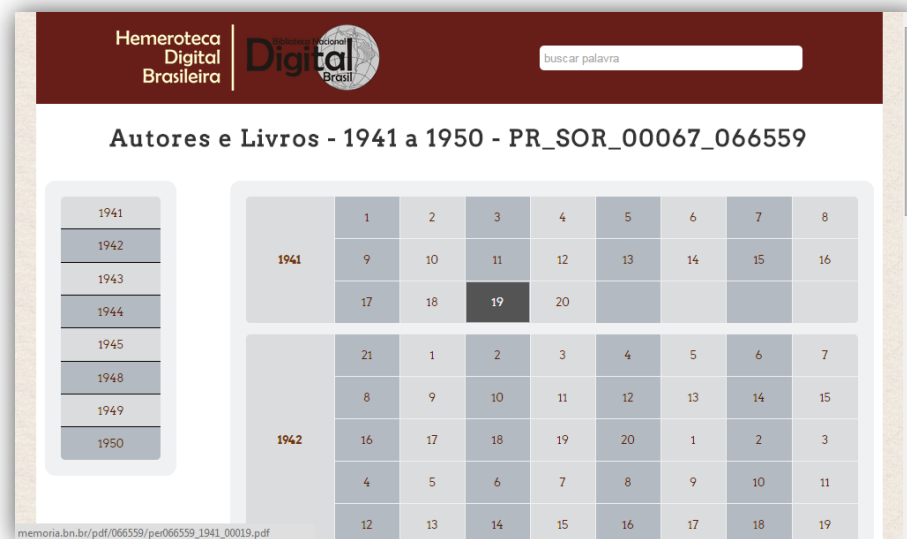 Hemeroteca
Digital
Brasileira
Biblioteca Nacional
Digital
Brasil
buscar palavra
Autores e Livros - 1941 a 1950 - PR_SOR_00067_066559
1941
1942
1943
1944
1945
1948
1949
1950
1 2 3 4 5 6 7 8
1941 9 10 11 12 13 14 15 16
17 18 19 20
21 1 2 3 4 5 6 7
8 9 10 11 12 13 14 15
1942 16 17 18 19 20 1 2 3
4 5 6 7 8 9 10 11
12 13 14 15 16 17 18 19
memoria.bn.br/pdf/066559/per066559_1941_00019.pdf